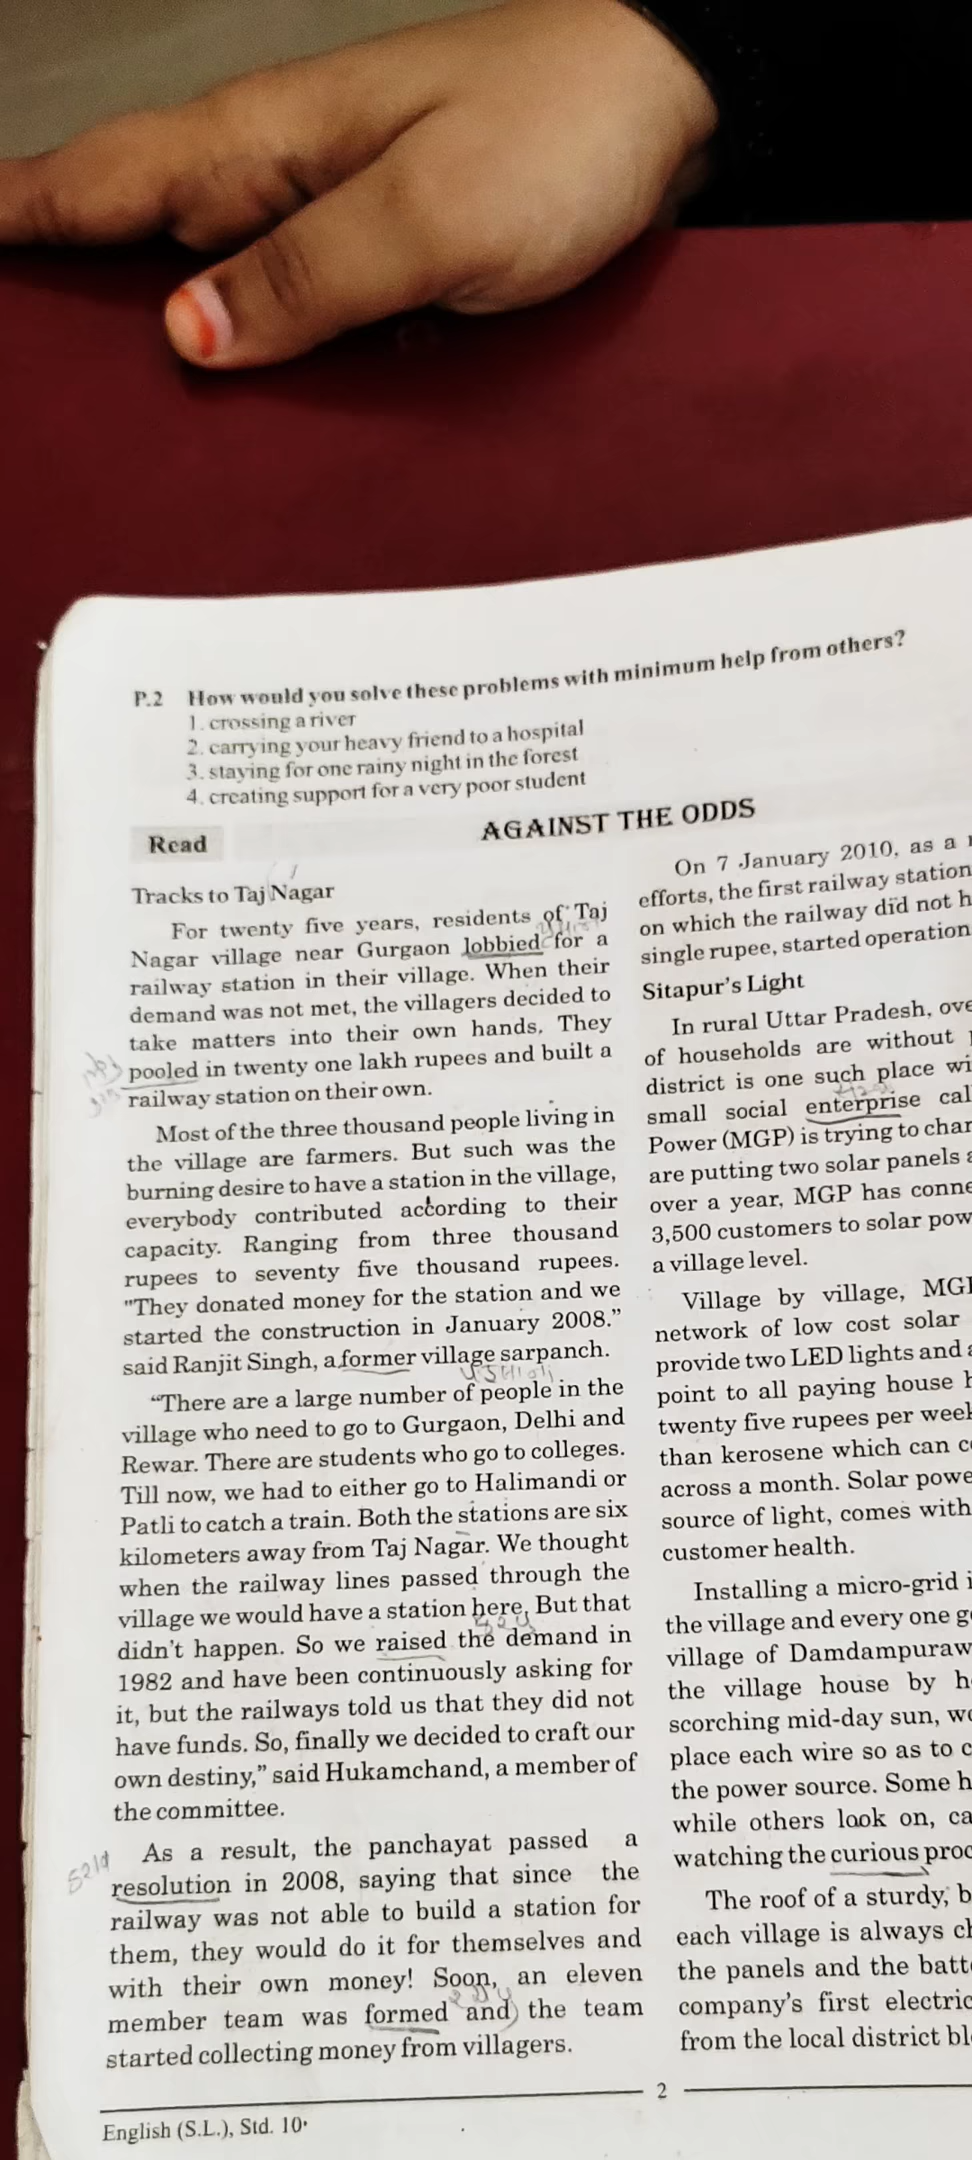 P.2 How would you solve these problems with minimum help from others?
1. crossing a river
2. carrying your heavy friend to a hospital
3. staying for one rainy night in the forest
4. creating support for a very poor student
Read
AGAINST THE ODDS
Tracks to Taj Nagar
For twenty five years, residents of Taj
Nagar village near Gurgaon lobbied for a
railway station in their village. When their
demand was not met, the villagers decided to
take matters into their own hands. They
pooled in twenty one lakh rupees and built a
railway station on their own.
Most of the three thousand people living in
the village are farmers. But such was the
burning desire to have a station in the village,
everybody contributed according to their
capacity. Ranging from three thousand
rupees to seventy five thousand rupees.
"They donated money for the station and we
started the construction in January 2008.”
said Ranjit Singh, a former village sarpanch.
“There are a large number of people in the
village who need to go to Gurgaon, Delhi and
Rewar. There are students who go to colleges.
Till now, we had to either go to Halimandi or
Patli to catch a train. Both the stations are six
kilometers away from Taj Nagar. We thought
when the railway lines passed through the
village we would have a station here. But that
didn't happen. So we raised the demand in
1982 and have been continuously asking for
it, but the railways told us that they did not
have funds. So, finally we decided to craft our
own destiny,” said Hukamchand, a member of
the committee.
As a result, the panchayat passed a
resolution in 2008, saying that since the
railway was not able to build a station for
them, they would do it for themselves and
with their own money! Soon, an eleven
member team was formed and the team
started collecting money from villagers.
On 7 January 2010, as a
efforts, the first railway station
on which the railway did not
single rupee, started operation
Sitapur's Light
In rural Uttar Pradesh,
of households are without
district is one such place
small social enterprise
Power (MGP) is trying to
are putting two solar panels
over a year, MGP has
3,500 customers to solar
a village level.
Village by village,
network of low cost solar
provide two LED lights and
point to all paying house
twenty five rupees per
than kerosene which can
across a month. Solar
source of light, comes with
customer health.
Installing a micro-grid
the village and every one
village of
the village house by
scorching mid-day sun,
place each wire so as to
the power source. Some
while others look on,
watching the curious
The roof of a sturdy,
each village is always
the panels and the
company's first
from the local district
2
English (S.L.), Std. 10